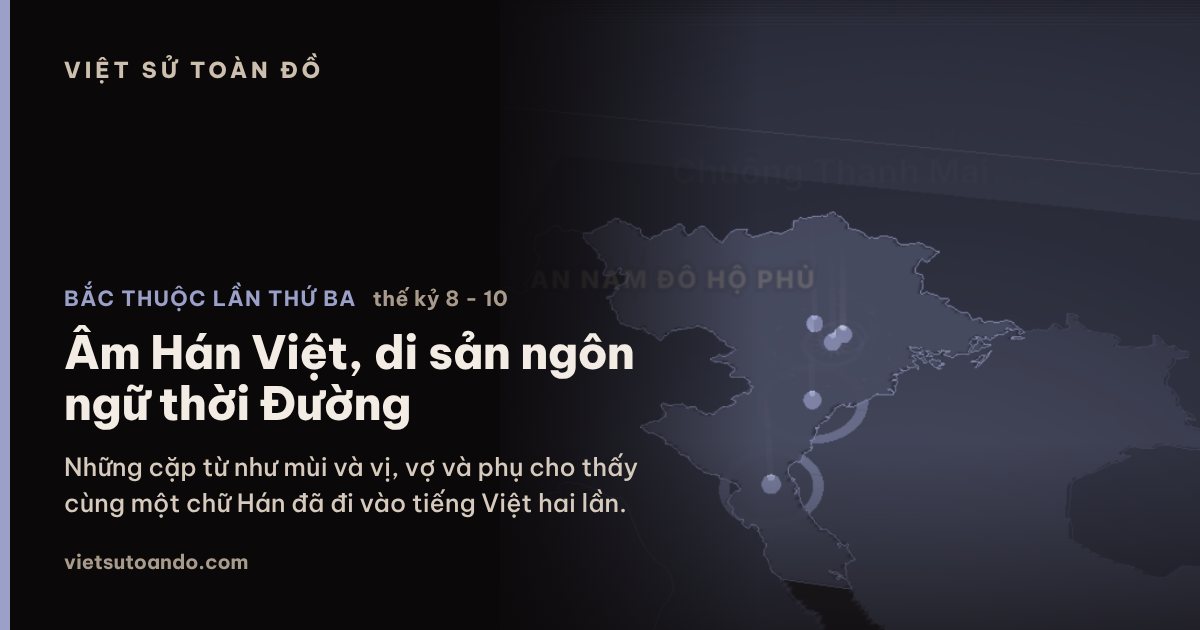 VIỆT SỬ TOÀN ĐỒ
Chuông Thanh Mai
AN NAM ĐÔ HỘ PHỦ
BẮC THUỘC LẦN THỨ BA thế kỷ 8 - 10
Âm Hán Việt, di sản ngôn
ngữ thời Đường
Những cặp từ như mùi và vị, vợ và phụ cho thấy
cùng một chữ Hán đã đi vào tiếng Việt hai lần.
vietsutoando.com